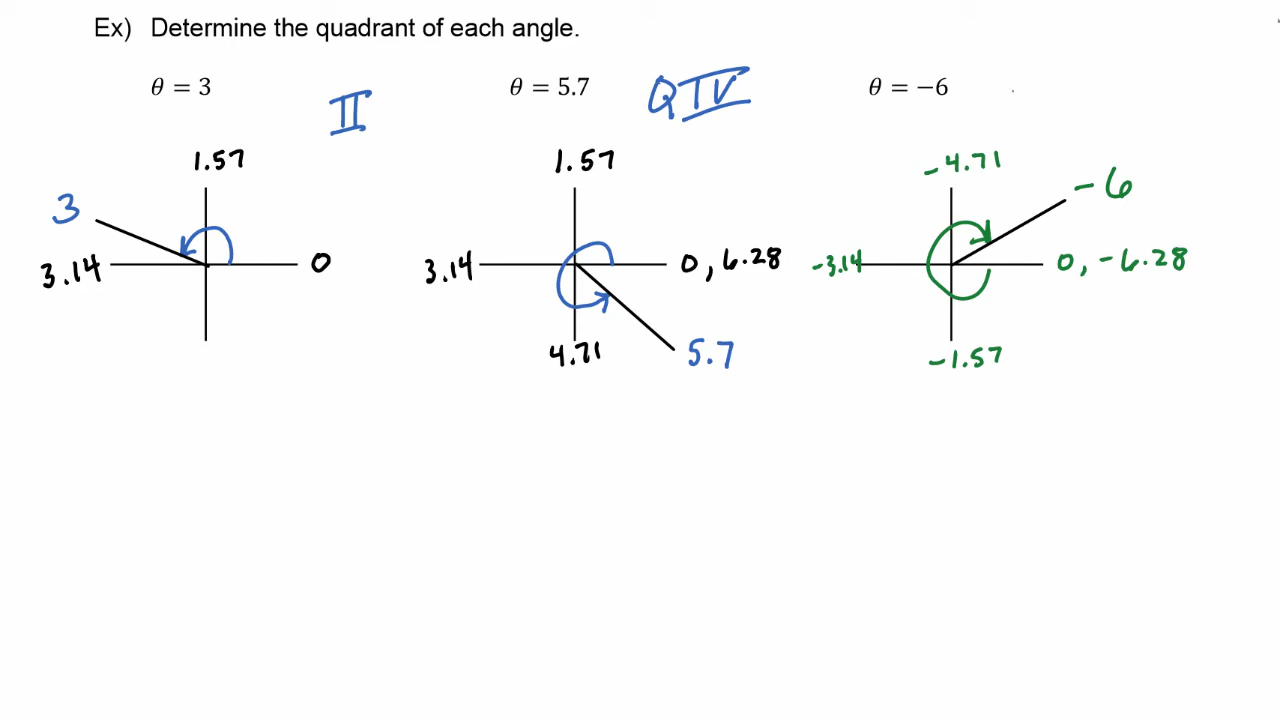 Ex) Determine the quadrant of each angle.
θ = 3
II
θ = 5.7
QIV
θ = −6
1.57
3
3.14
0
1.57
3.14
0, 6.28
4.71
5.7
-4.71
-6
-3.14
0, -6.28
-1.57